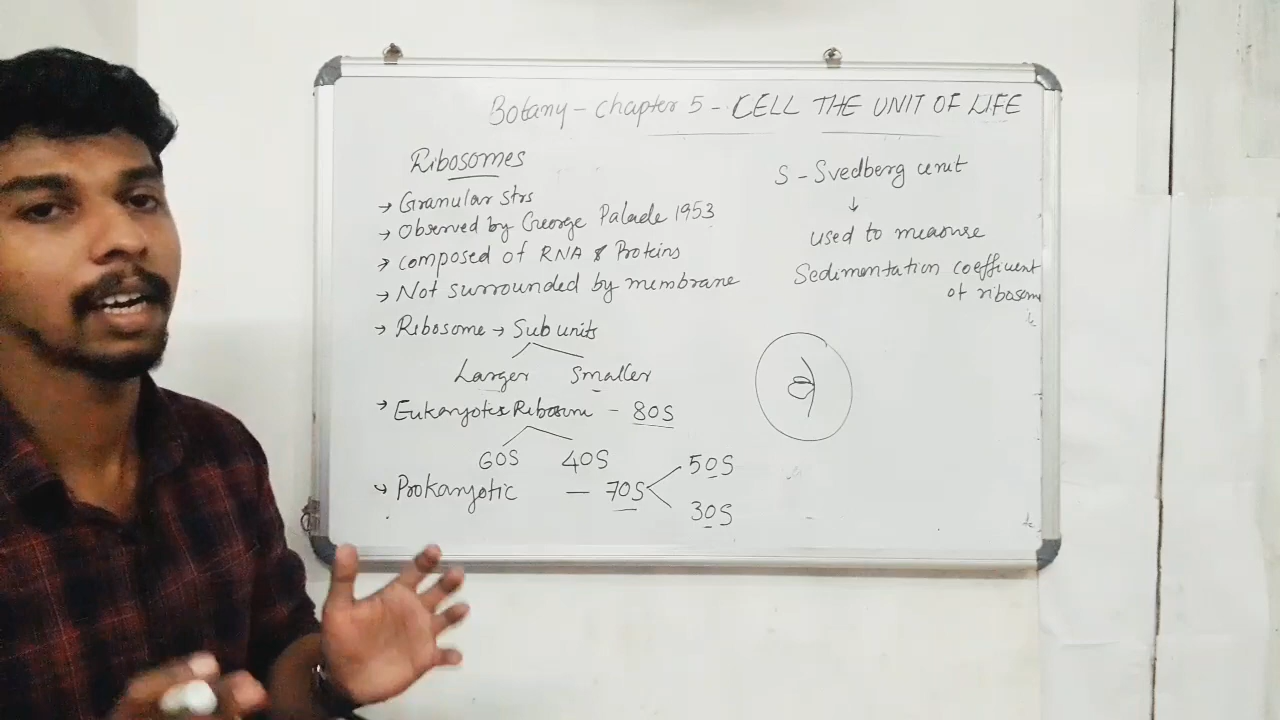 Botany - chapter 5 - CELL THE UNIT OF LIFE
Ribosomes
→ Granular strs
→ Observed by George Palade 1953
→ composed of RNA & Proteins
→ Not surrounded by membrane
→ Ribosome → Sub units
Larger Smaller
→ Eukaryotes Ribosome - 80S
60S 40S
→ Prokaryotic - 70S
50S
30S
S - Svedberg unit
↓
used to measure
Sedimentation coefficient
of ribosome